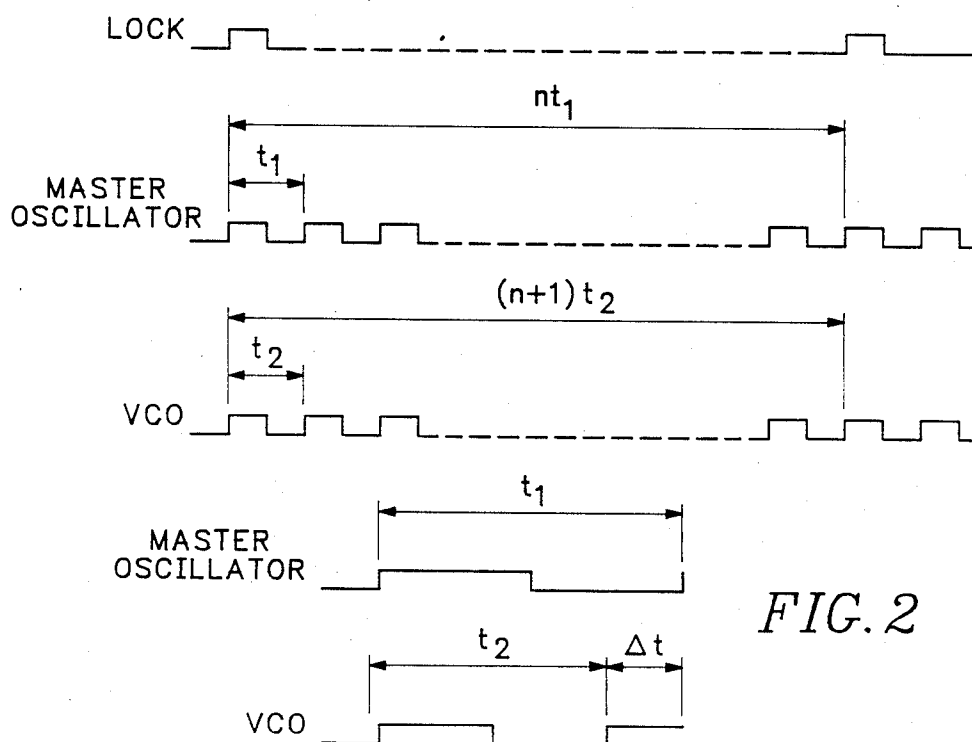 LOCK
nt₁
t₁
MASTER
OSCILLATOR
(n+1) t₂
t₂
VCO
t₁
MASTER
OSCILLATOR
FIG. 2
t₂ Δt
VCO